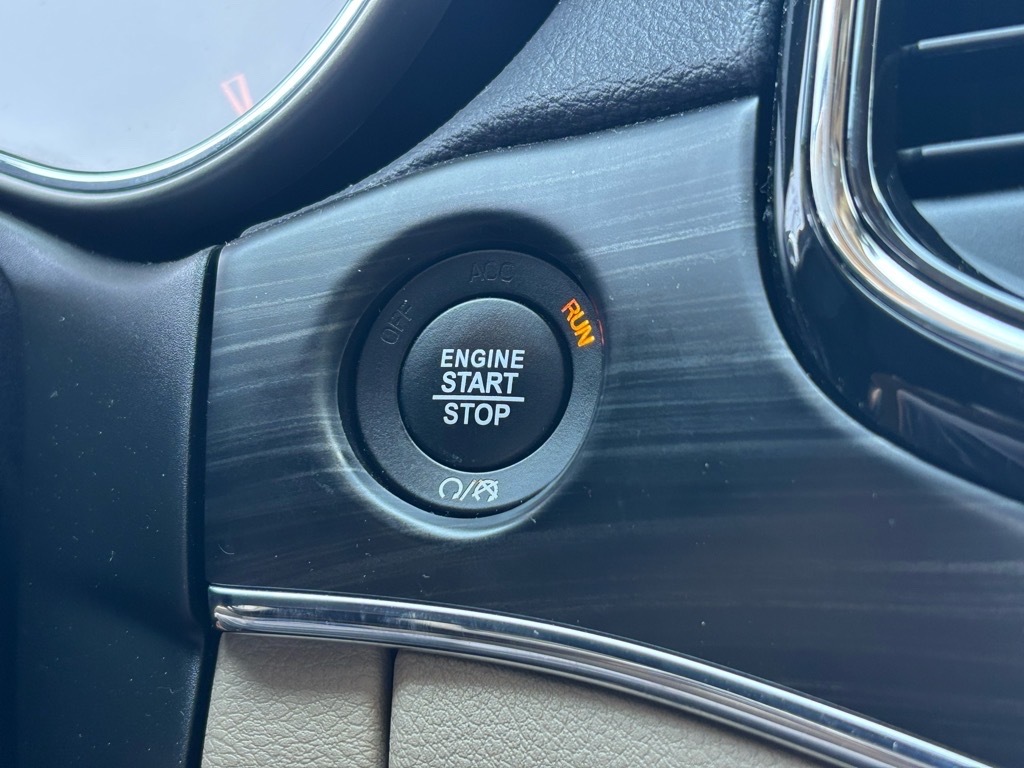 ACC
OFF
RUN
ENGINE
START
STOP